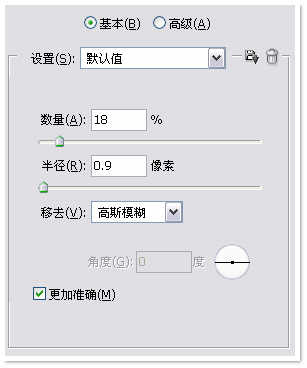 基本(B) 高级(A)
设置(S): 默认值
数量(A): 18 %
半径(R): 0.9 像素
移去(V): 高斯模糊
角度(G): 0 度
更加准确(M)